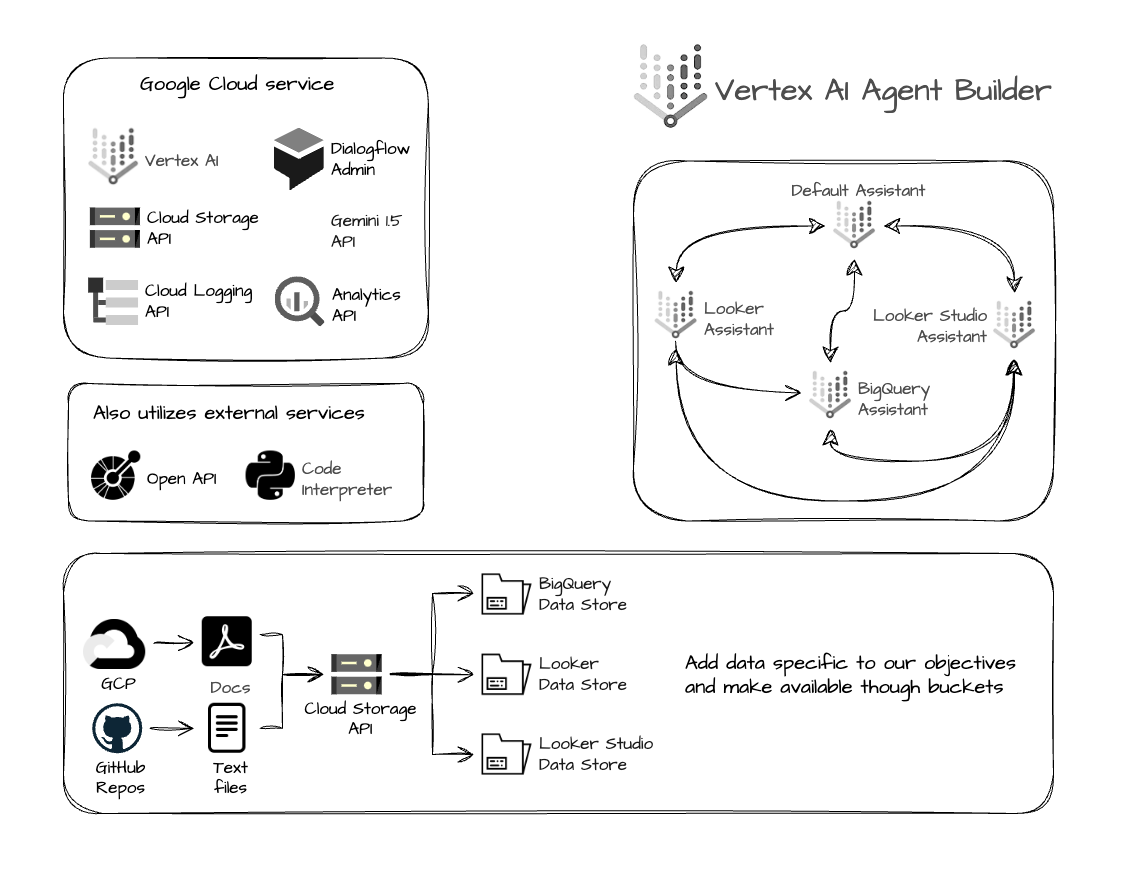 Google Cloud service
Vertex AI
Dialogflow
Admin
Cloud Storage
API
Gemini 1.5
API
Cloud Logging
API
Analytics
API
Also utilizes external services
Open API
Code
Interpreter
Vertex AI Agent Builder
Default Assistant
Looker
Assistant
Looker Studio
Assistant
BigQuery
Assistant
GCP
Docs
GitHub
Repos
Text
files
Cloud Storage
API
BigQuery
Data Store
Looker
Data Store
Looker Studio
Data Store
Add data specific to our objectives
and make available though buckets